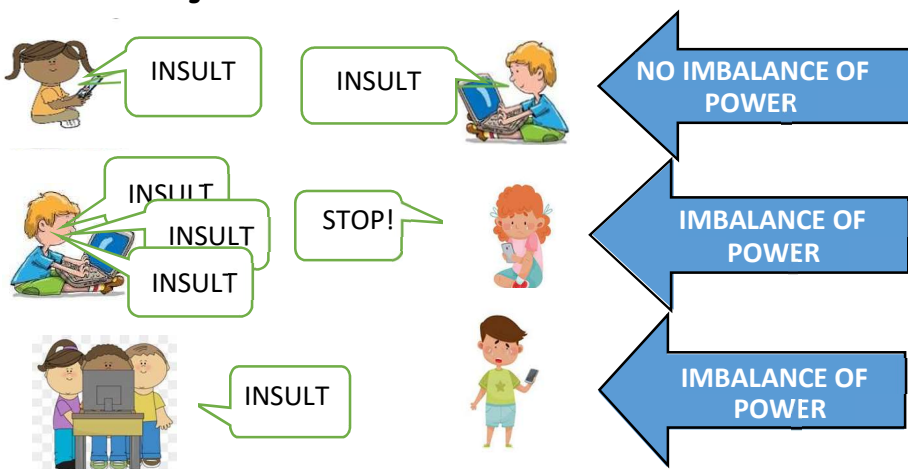 INSULT
INSULT
NO IMBALANCE OF
POWER
INSULT
INSULT
INSULT
STOP!
IMBALANCE OF
POWER
INSULT
IMBALANCE OF
POWER